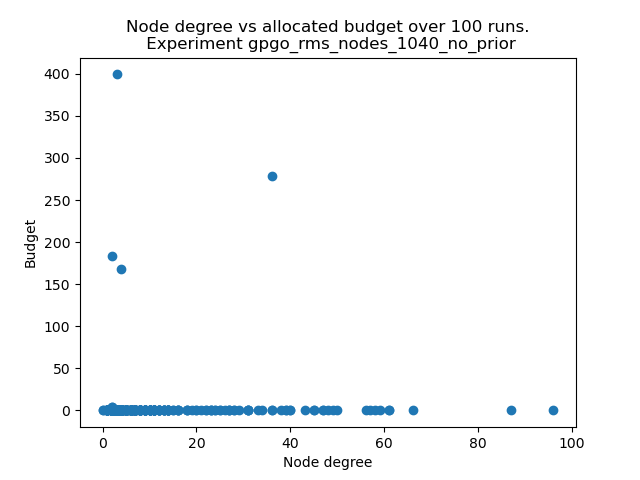 Node degree vs allocated budget over 100 runs.
Experiment gpgo_rms_nodes_1040_no_prior
400
350
300
250
200
150
100
50
0
Budget
0 20 40 60 80 100
Node degree